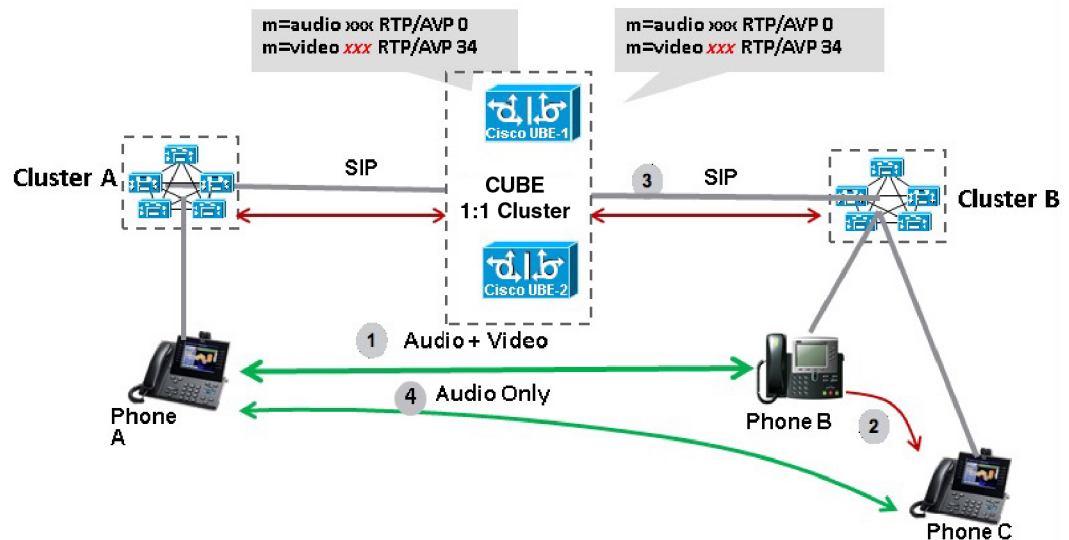 m=audio xxx RTP/AVP 0
m=video xxx RTP/AVP 34
m=audio xxx RTP/AVP 0
m=video xxx RTP/AVP 34
Cisco UBE-1
Cluster A
SIP
CUBE
1:1 Cluster
3
SIP
Cluster B
Cisco UBE-2
1 Audio + Video
4 Audio Only
Phone
A
Phone B
2
Phone C